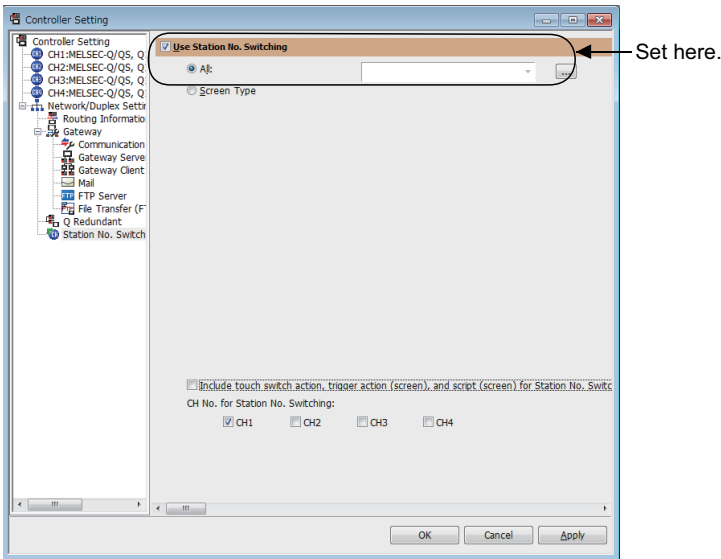 Controller Setting
Controller Setting
CH1:MELSEC-Q/QS, Q
CH2:MELSEC-Q/QS, Q
CH3:MELSEC-Q/QS, Q
CH4:MELSEC-Q/QS, Q
Network/Duplex Settir
Routing Informatio
Gateway
Communication
Gateway Serve
Gateway Client
Mail
FTP Server
File Transfer (F
Q Redundant
Station No. Switch
Use Station No. Switching
All:
...
Screen Type
Set here.
Include touch switch action, trigger action (screen), and script (screen) for Station No. Switc
CH No. for Station No. Switching:
CH1 CH2 CH3 CH4
OK Cancel Apply